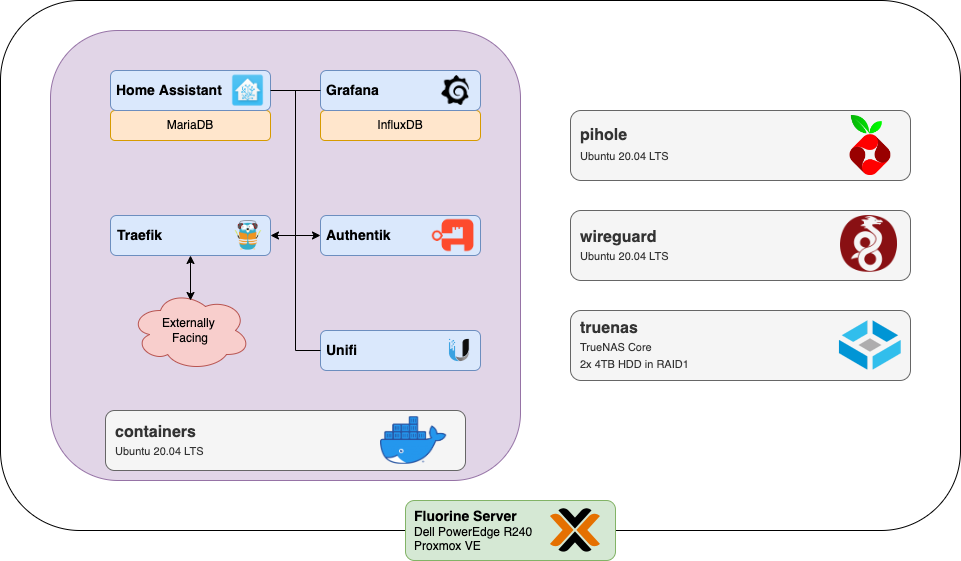 Home Assistant
MariaDB
Grafana
InfluxDB
Traefik
Authentik
Externally
Facing
Unifi
containers
Ubuntu 20.04 LTS
pihole
Ubuntu 20.04 LTS
wireguard
Ubuntu 20.04 LTS
truenas
TrueNAS Core
2x 4TB HDD in RAID1
Fluorine Server
Dell PowerEdge R240
Proxmox VE